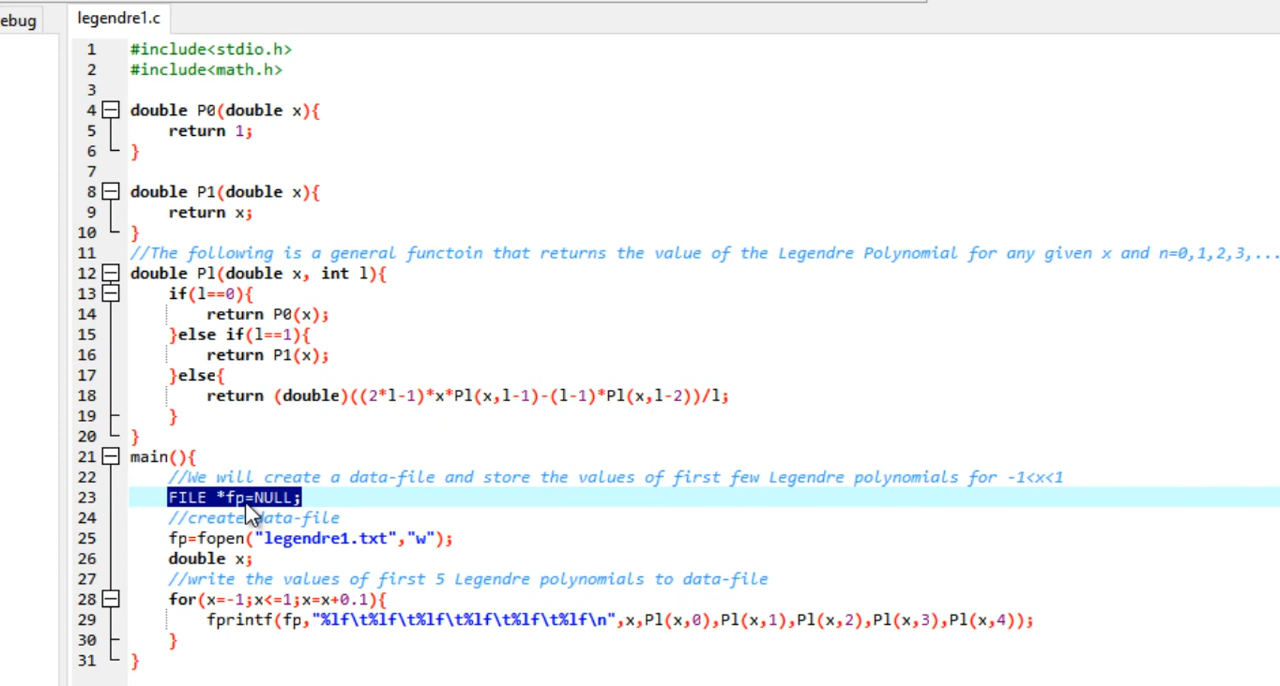 ebug
legendre1.c
1 #include<stdio.h>
2 #include<math.h>
3
4 double P0(double x){
5 return 1;
6 }
7
8 double P1(double x){
9 return x;
10 }
11 //The following is a general functoin that returns the value of the Legendre Polynomial for any given x and n=0,1,2,3,...
12 double Pl(double x, int l){
13 if(l==0){
14 return P0(x);
15 }else if(l==1){
16 return P1(x);
17 }else{
18 return (double)((2*l-1)*x*Pl(x,l-1)-(l-1)*Pl(x,l-2))/l;
19 }
20 }
21 main(){
22 //We will create a data-file and store the values of first few Legendre polynomials for -1<x<1
23 FILE *fp=NULL;
24 //create data-file
25 fp=fopen("legendre1.txt","w");
26 double x;
27 //write the values of first 5 Legendre polynomials to data-file
28 for(x=-1;x<=1;x=x+0.1){
29 fprintf(fp,"%lf\t%lf\t%lf\t%lf\t%lf\t%lf\n",x,Pl(x,0),Pl(x,1),Pl(x,2),Pl(x,3),Pl(x,4));
30 }
31 }